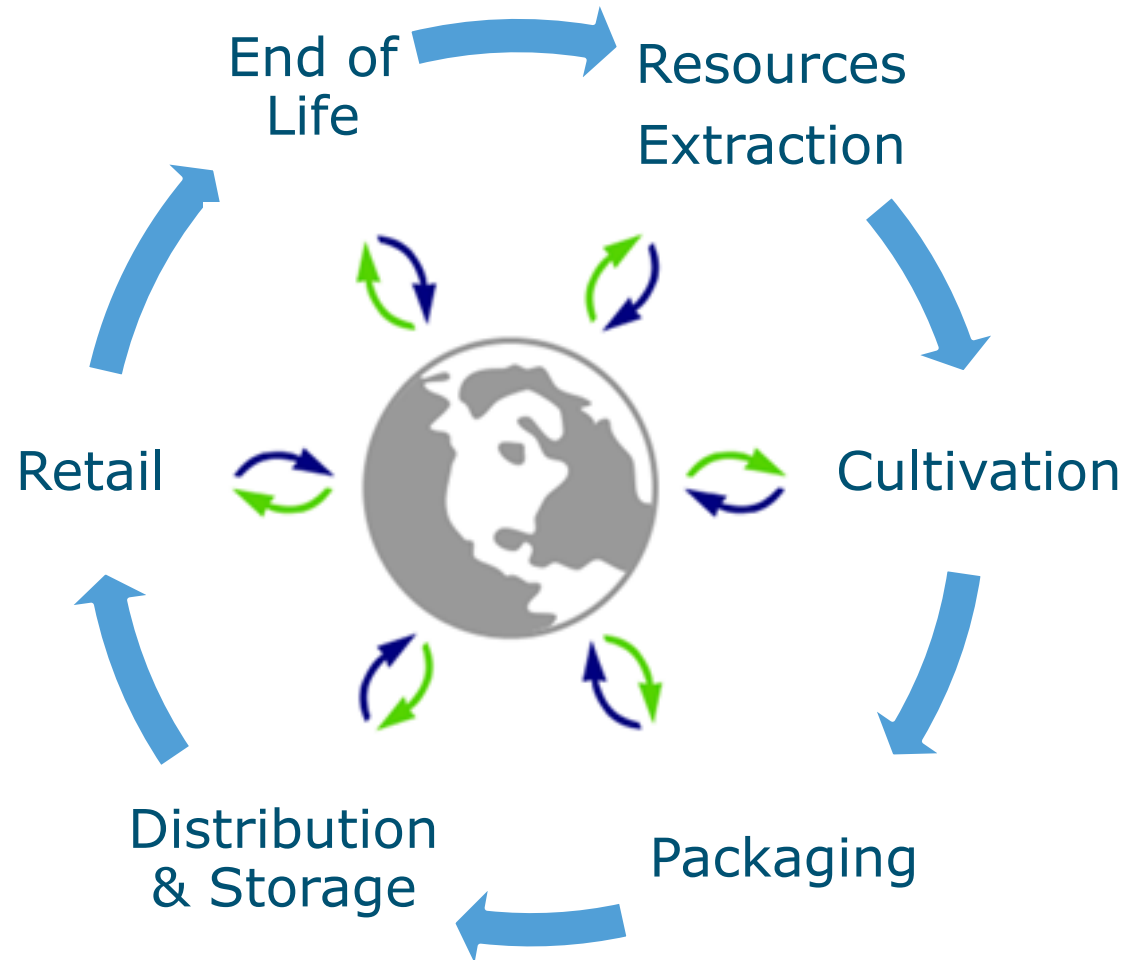 End of
Life
Resources
Extraction
Retail
Cultivation
Distribution
& Storage
Packaging